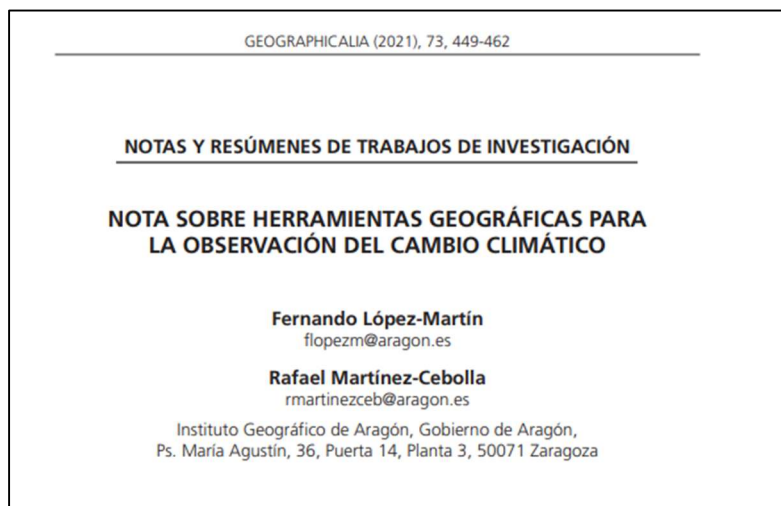 GEOGRAPHICALIA (2021), 73, 449-462
NOTAS Y RESÚMENES DE TRABAJOS DE INVESTIGACIÓN
NOTA SOBRE HERRAMIENTAS GEOGRÁFICAS PARA
LA OBSERVACIÓN DEL CAMBIO CLIMÁTICO
Fernando López-Martín
flopezm@aragon.es
Rafael Martínez-Cebolla
rmartinezceb@aragon.es
Instituto Geográfico de Aragón, Gobierno de Aragón,
Ps. María Agustín, 36, Puerta 14, Planta 3, 50071 Zaragoza